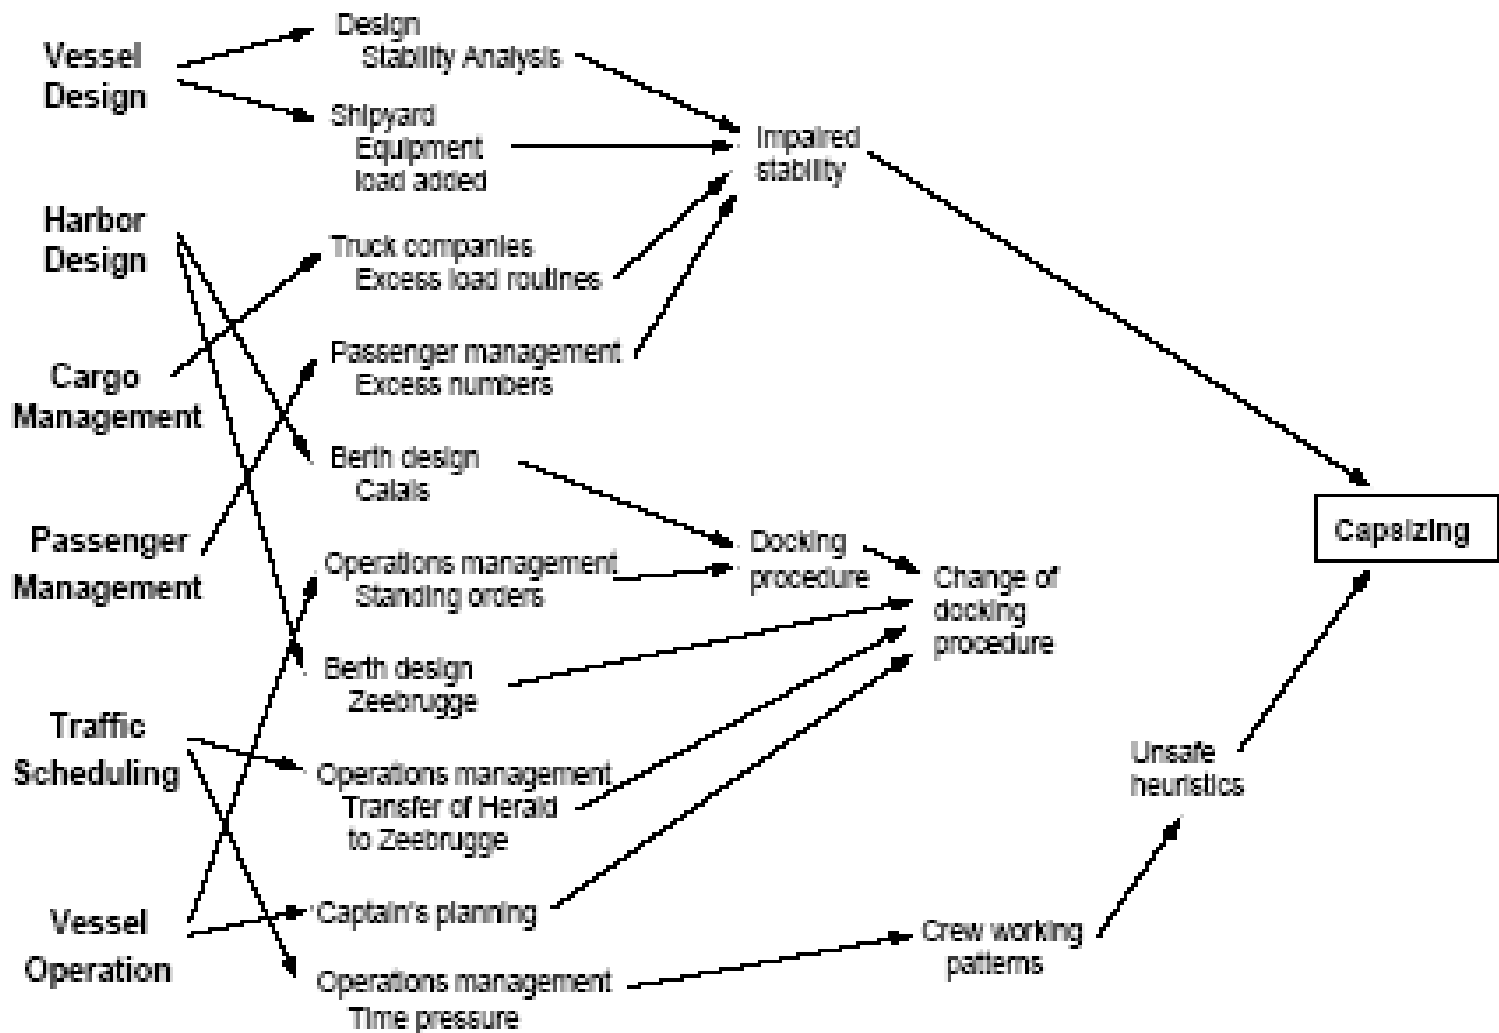 Vessel
Design
Harbor
Design
Cargo
Management
Passenger
Management
Traffic
Scheduling
Vessel
Operation
Design
Stability Analysis
Shipyard
Equipment
load added
Truck companies
Excess load routines
Passenger management
Excess numbers
Berth design
Calais
Operations management
Standing orders
Berth design
Zeebrugge
Operations management
Transfer of Herald
to Zeebrugge
Captain's planning
Operations management
Time pressure
Impaired
stability
Docking
procedure
Change of
docking
procedure
Crew working
patterns
Unsafe
heuristics
Capsizing